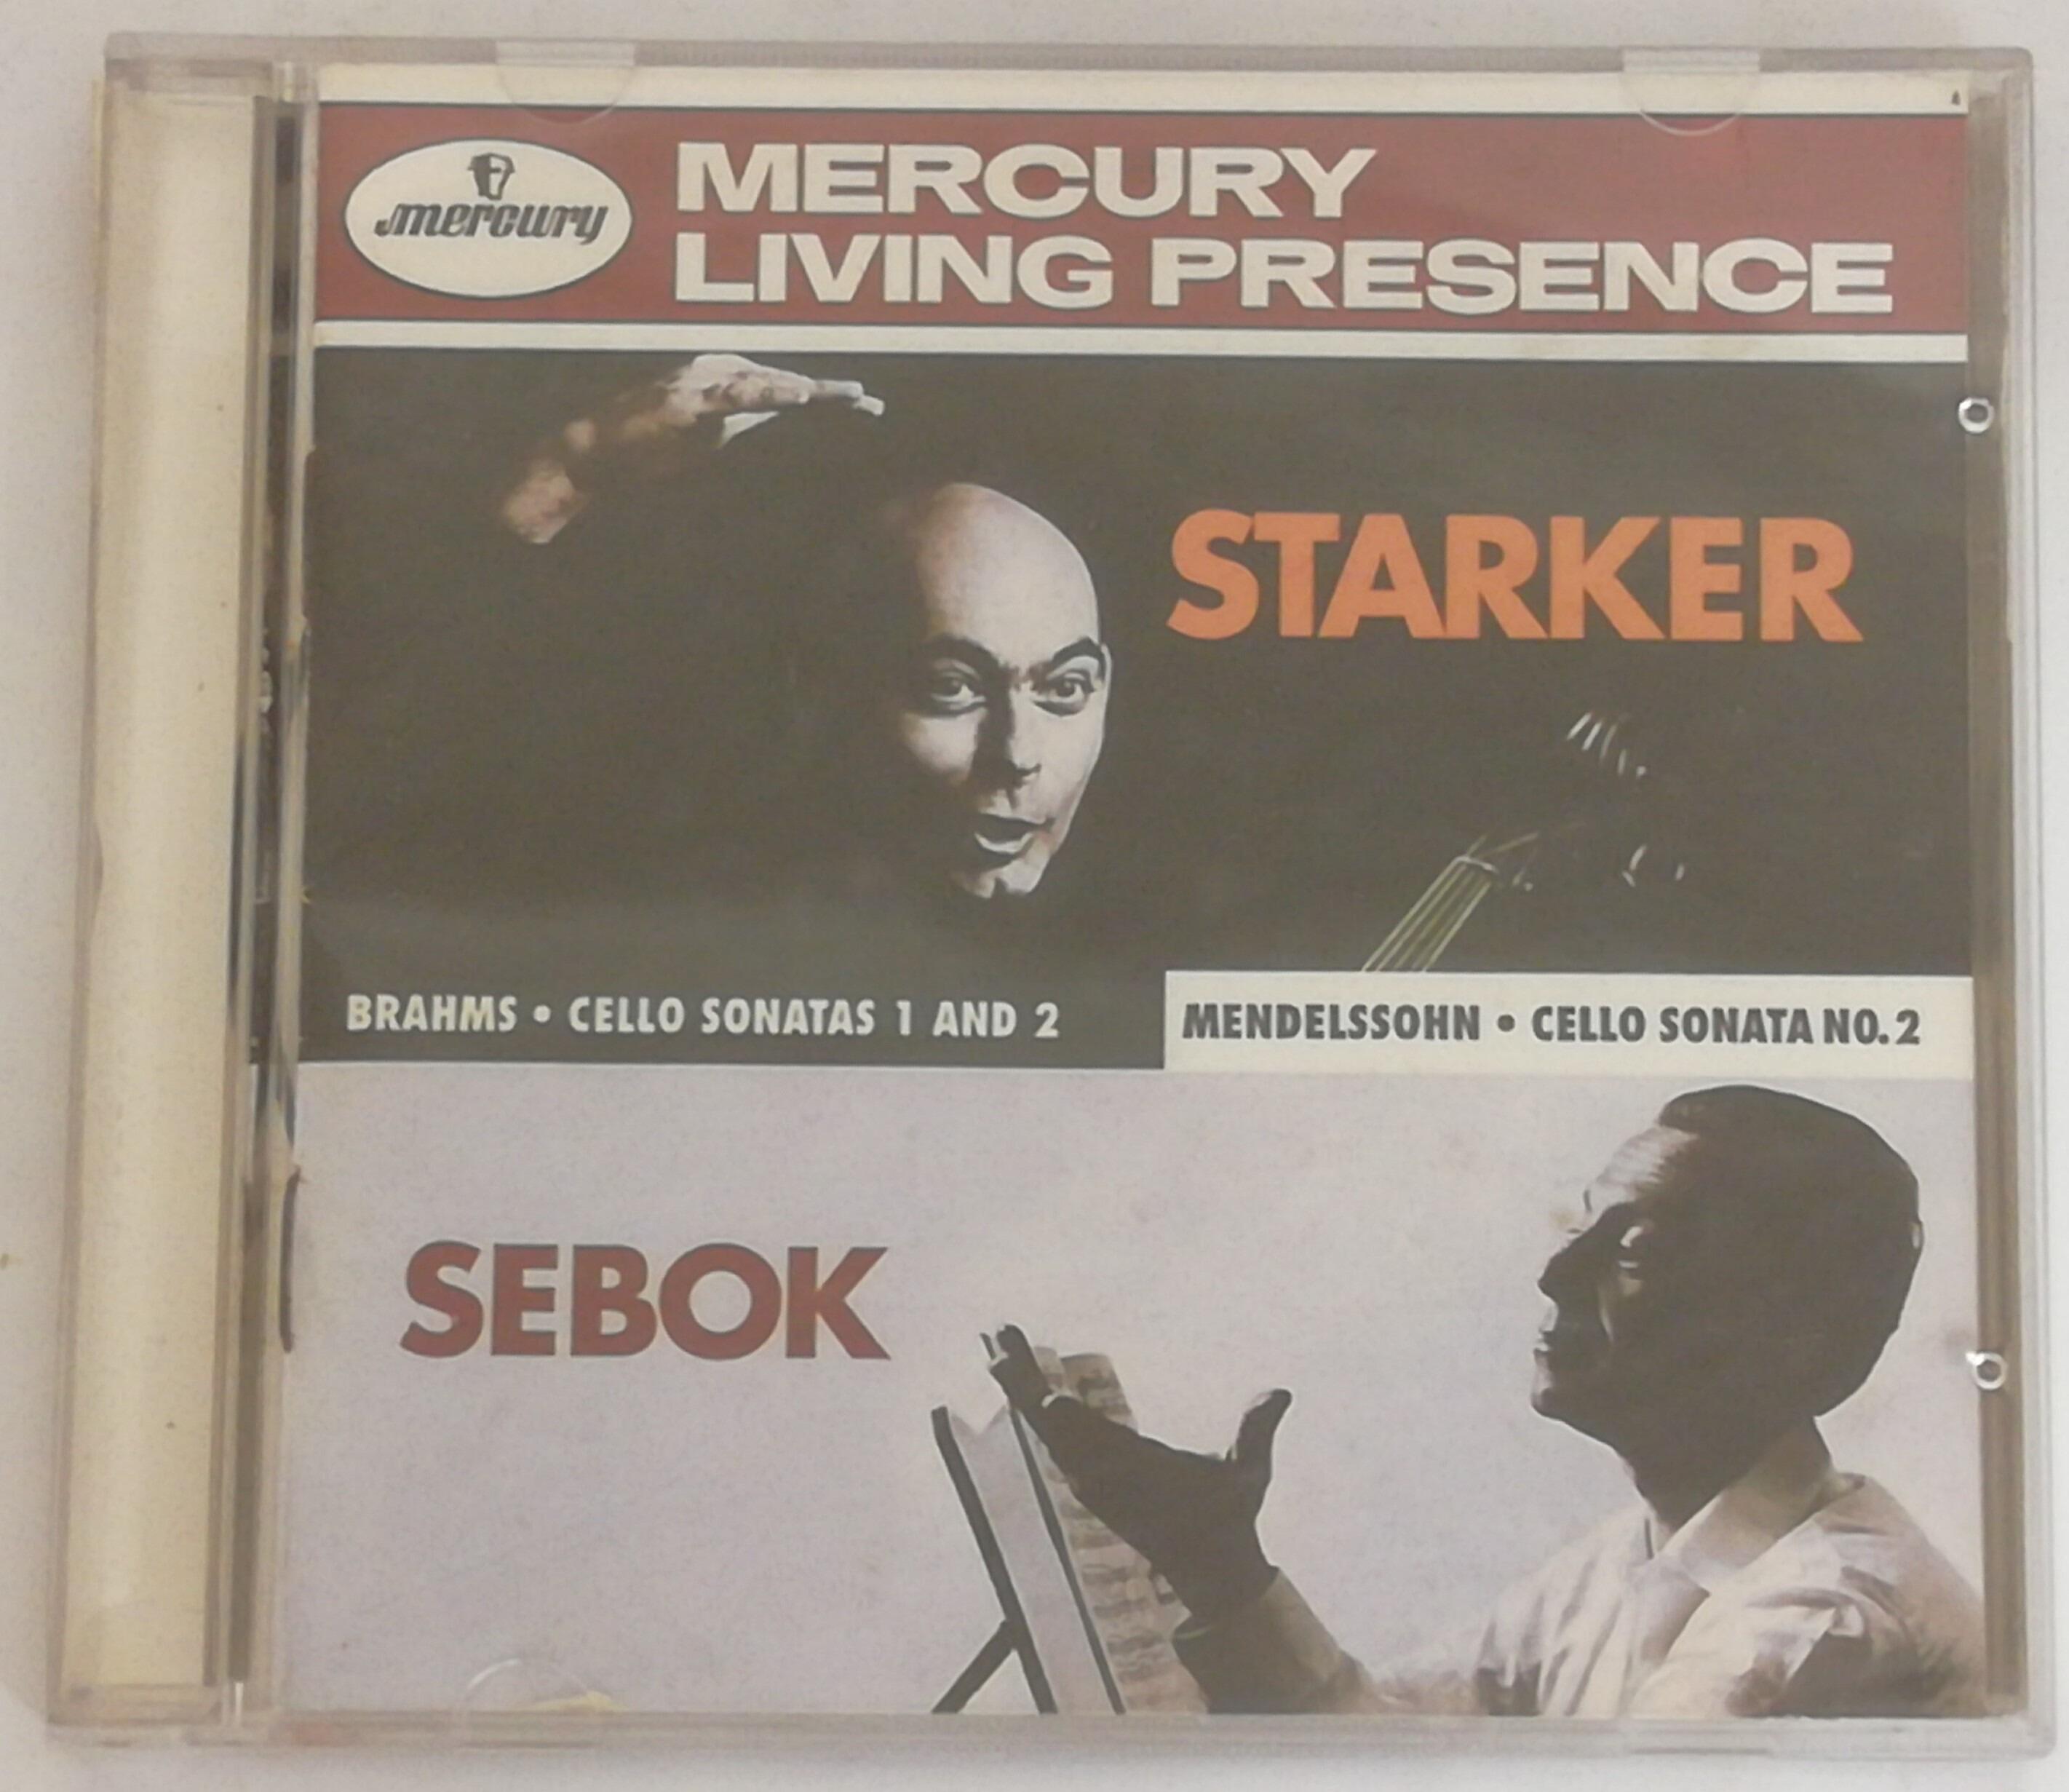 mercury
MERCURY
LIVING PRESENCE
STARKER
BRAHMS • CELLO SONATAS 1 AND 2
MENDELSSOHN • CELLO SONATA NO. 2
SEBOK